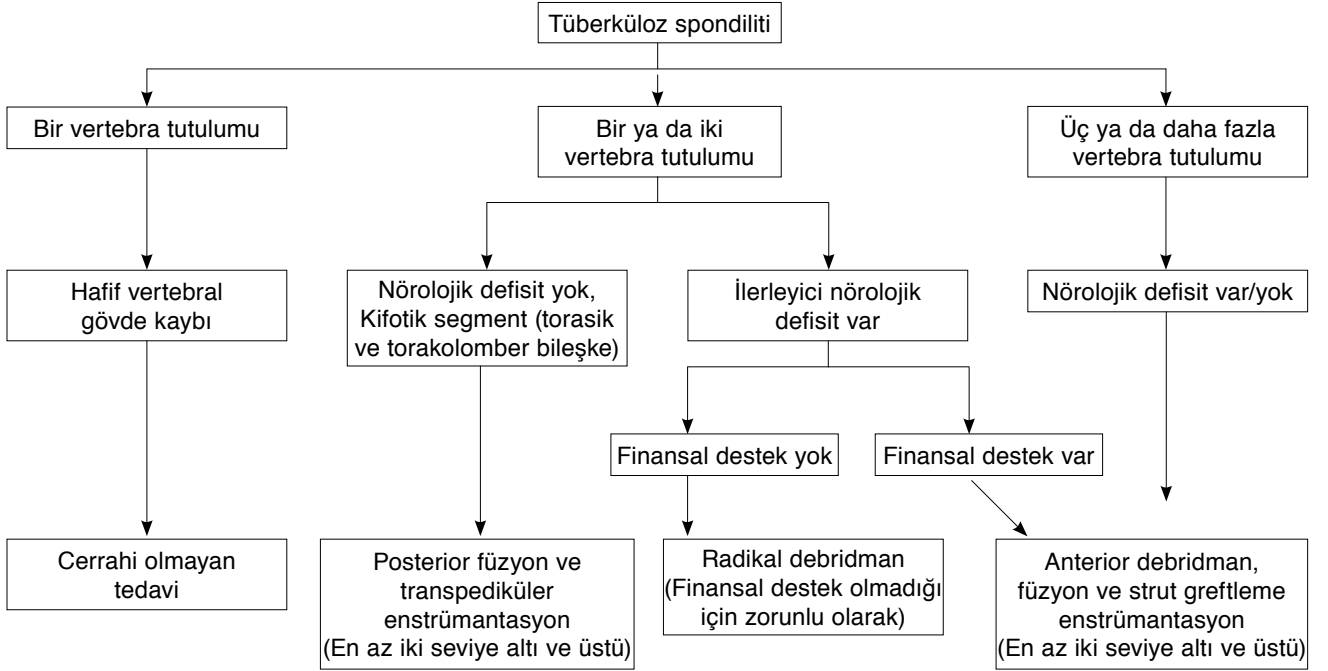 Tüberküloz spondiliti
Bir vertebra tutulumu
Bir ya da iki
vertebra tutulumu
Üç ya da daha fazla
vertebra tutulumu
Hafif vertebral
gövde kaybı
Nörolojik defisit yok,
Kifotik segment (torasik
ve torakolomber bileşke)
İlerleyici nörolojik
defisit var
Nörolojik defisit var/yok
Finansal destek yok
Finansal destek var
Cerrahi olmayan
tedavi
Posterior füzyon ve
transpediküler
enstrümantasyon
(En az iki seviye altı ve üstü)
Radikal debridman
(Finansal destek olmadığı
için zorunlu olarak)
Anterior debridman,
füzyon ve strut greftleme
enstrümantasyon
(En az iki seviye altı ve üstü)